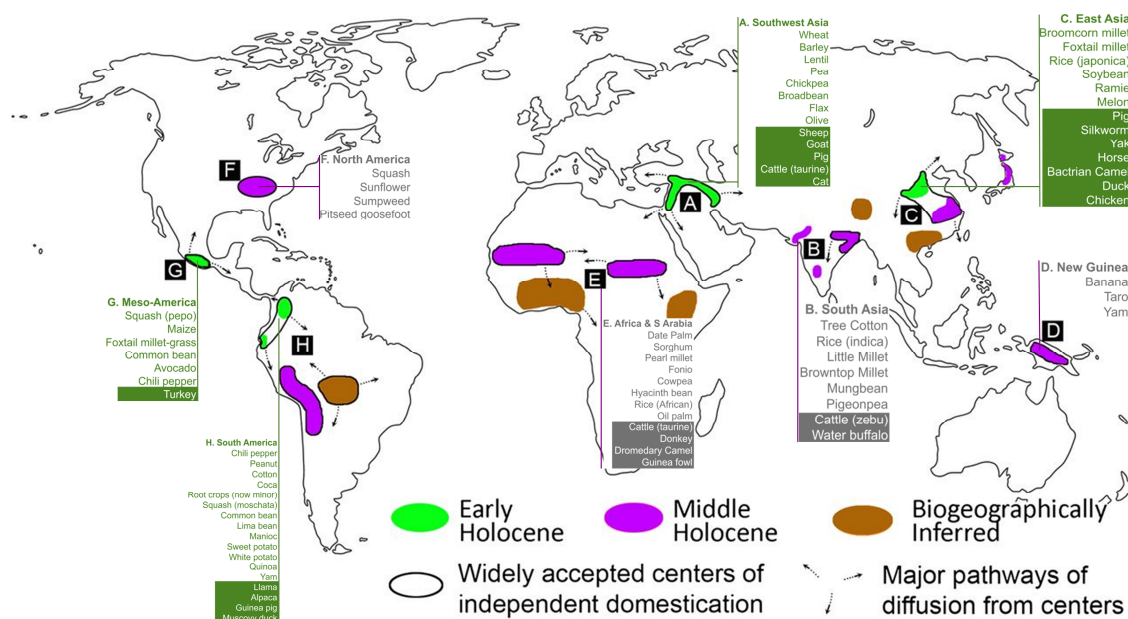 A. Southwest Asia
Wheat
Barley
Lentil
Pea
Chickpea
Broadbean
Flax
Olive
Sheep
Goat
Pig
Cattle (taurine)
Cat
C. East Asia
Broomcorn millet
Foxtail millet
Rice (japonica)
Soybean
Ramie
Melon
Pig
Silkworm
Yak
Horse
Bactrian Camel
Duck
Chicken
F
F. North America
Squash
Sunflower
Sumpweed
Pitseed goosefoot
A
B
C
G
E
D. New Guinea
Banana
Taro
Yam
D
G. Meso-America
Squash (pepo)
Maize
Foxtail millet-grass
Common bean
Avocado
Chili pepper
Turkey
H
E. Africa & S Arabia
Date Palm
Sorghum
Pearl millet
Fonio
Cowpea
Hyacinth bean
Rice (African)
Oil palm
Cattle (taurine)
Donkey
Dromedary Camel
Guinea fowl
B. South Asia
Tree Cotton
Rice (indica)
Little Millet
Browntop Millet
Mungbean
Pigeonpea
Cattle (zebu)
Water buffalo
H. South America
Chili pepper
Peanut
Cotton
Coca
Root crops (now minor)
Squash (moschata)
Common bean
Lima bean
Manioc
Sweet potato
White potato
Quinoa
Yam
Llama
Alpaca
Guinea pig
Muscovy duck
Early
Holocene
Middle
Holocene
Biogeographically
Inferred
Widely accepted centers of
independent domestication
Major pathways of
diffusion from centers